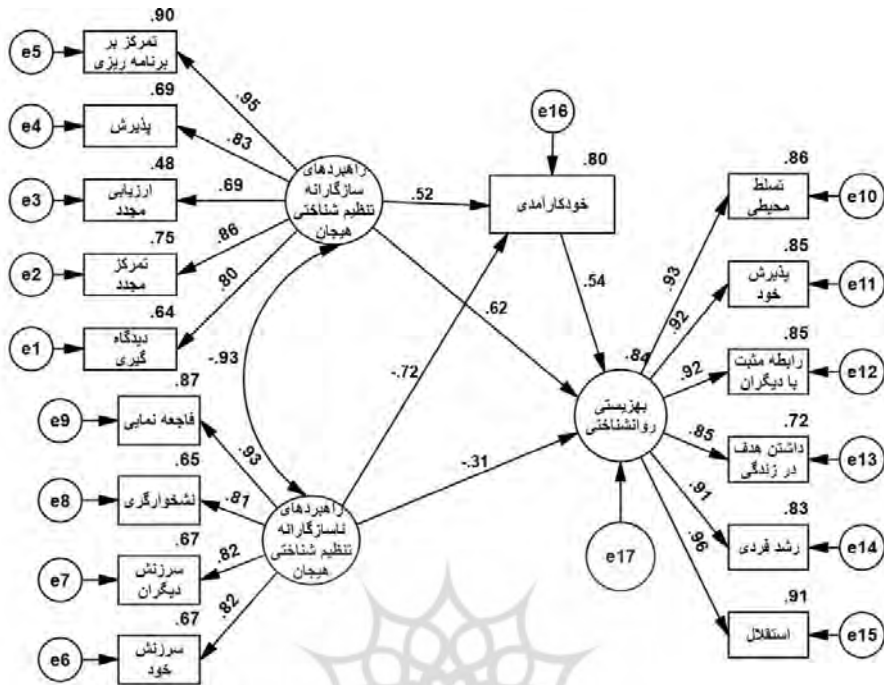 .90
e5
تمرکز بر
برنامه ریزی
.95
.69
e4
پذیرش
.83
.48
e3
ارزیابی
مجدد
.69
.75
e2
تمرکز
مجدد
.86
.64
e1
دیدگاه
گیری
.80
راهبردهای
سازگارانه
تنظیم شناختی
هیجان
.87
e9
فاجعه نمایی
.93
.65
e8
نشخوارگری
.81
.67
e7
سرزنش
دیگران
.82
.67
e6
سرزنش
خود
.82
راهبردهای
ناسازگارانه
تنظیم شناختی
هیجان
-.93
e16
.80
خودکارآمدی
.52
.62
.54
-.72
-.31
.84
بهزیستی
روانشناختی
e17
.86
تسلط
محیطی
e10
.93
.85
پذیرش
خود
e11
.92
.85
رابطه مثبت
با دیگران
e12
.92
.72
داشتن هدف
در زندگی
e13
.85
.83
رشد فردی
e14
.91
.91
استقلال
e15
.96